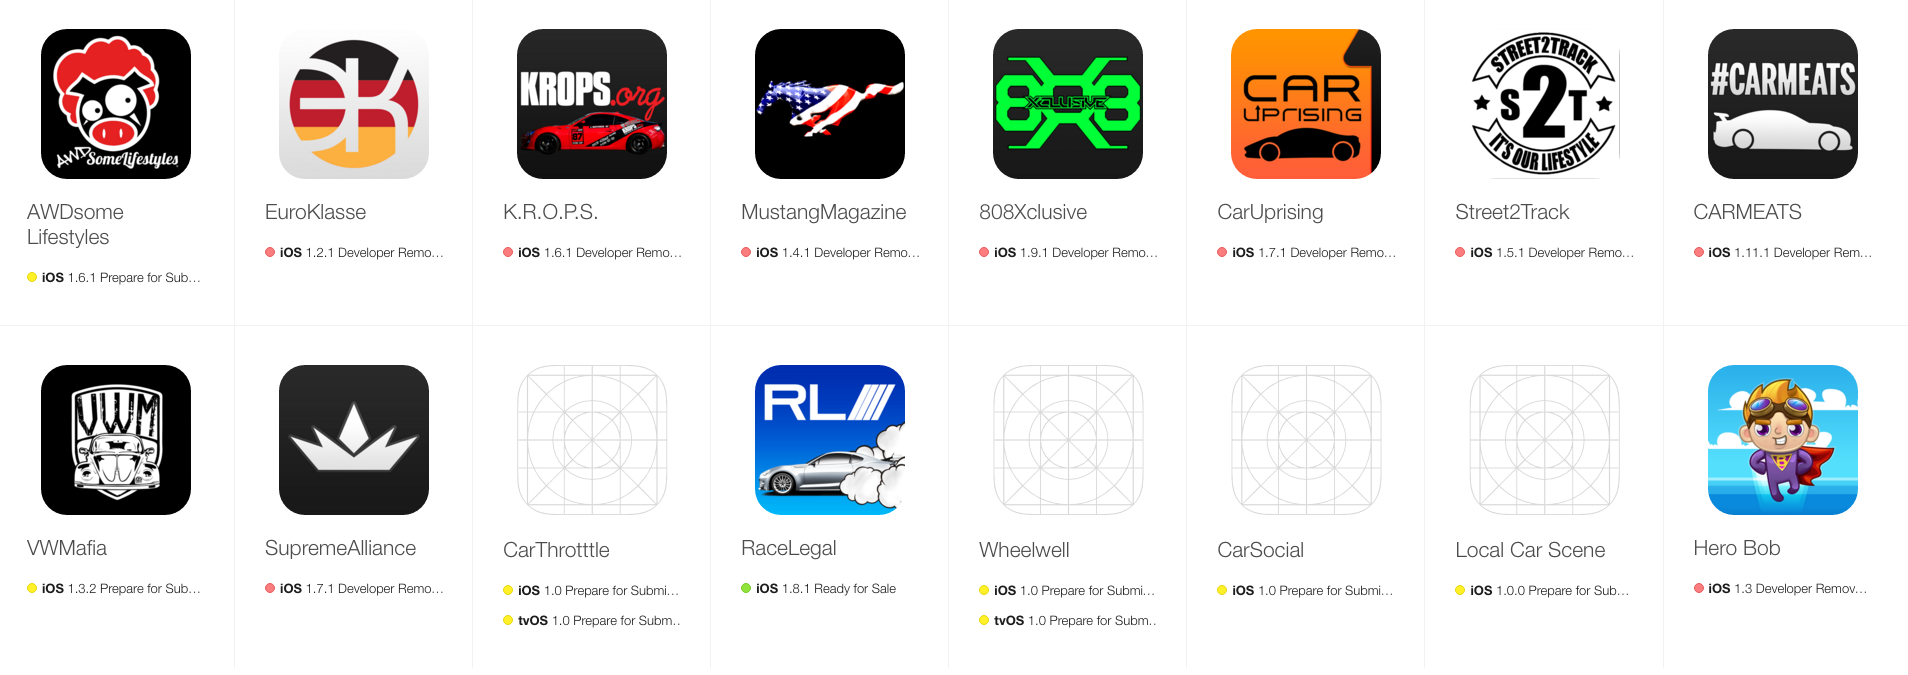 AWDSomeLifestyles
EK
KROPS.org
808
XCLUSIVE
CAR
UPRISING
STREET2TRACK
S2T
IT'S OUR LIFESTYLE
#CARMEATS
AWDsome
Lifestyles
EuroKlasse
K.R.O.P.S.
MustangMagazine
808Xclusive
CarUprising
Street2Track
CARMEATS
iOS 1.6.1 Prepare for Sub...
iOS 1.2.1 Developer Remo...
iOS 1.6.1 Developer Remo...
iOS 1.4.1 Developer Remo...
iOS 1.9.1 Developer Remo...
iOS 1.7.1 Developer Remo...
iOS 1.5.1 Developer Remo...
iOS 1.11.1 Developer Rem...
VWM
RL
VWMafia
SupremeAlliance
CarThrotttle
RaceLegal
Wheelwell
CarSocial
Local Car Scene
Hero Bob
iOS 1.3.2 Prepare for Sub...
iOS 1.7.1 Developer Remo...
iOS 1.0 Prepare for Submi...
tvOS 1.0 Prepare for Subm..
iOS 1.8.1 Ready for Sale
iOS 1.0 Prepare for Submi...
tvOS 1.0 Prepare for Subm..
iOS 1.0 Prepare for Submi...
iOS 1.0.0 Prepare for Sub...
iOS 1.3 Developer Remov...